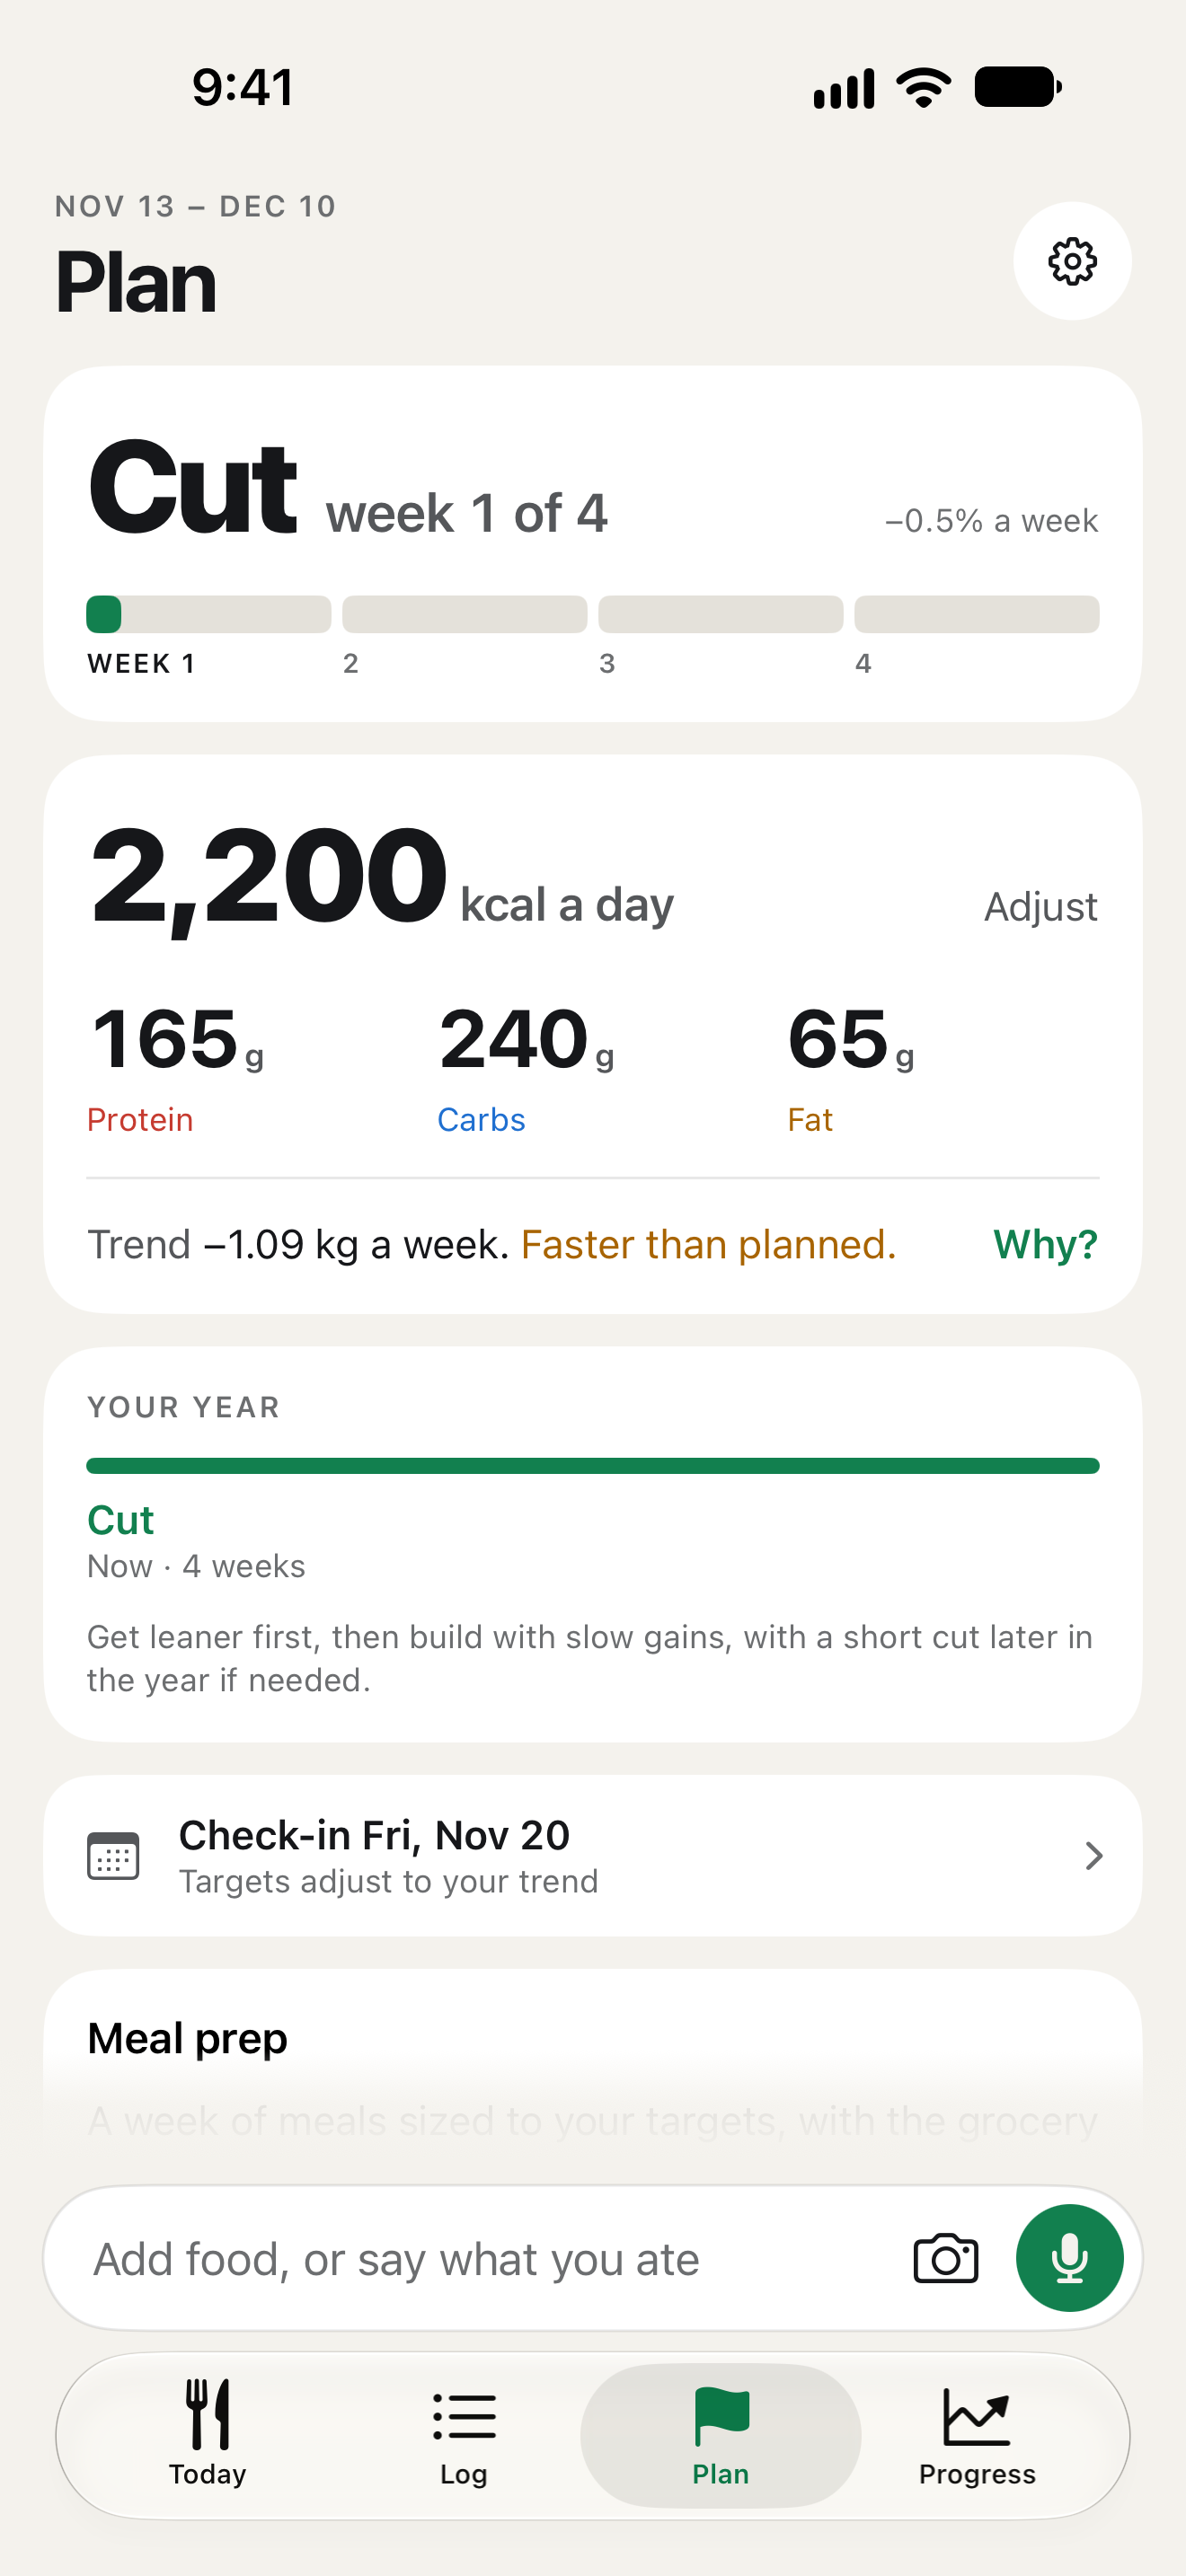 9:41
NOV 13 – DEC 10
Plan
Cut week 1 of 4
−0.5% a week
WEEK 1 2 3 4
2,200 kcal a day
Adjust
165 g 240 g 65 g
Protein Carbs Fat
Trend −1.09 kg a week. Faster than planned. Why?
YOUR YEAR
Cut
Now · 4 weeks
Get leaner first, then build with slow gains, with a short cut later in
the year if needed.
Check-in Fri, Nov 20
Targets adjust to your trend
Meal prep
A week of meals sized to your targets, with the grocery
Add food, or say what you ate
Today Log Plan Progress